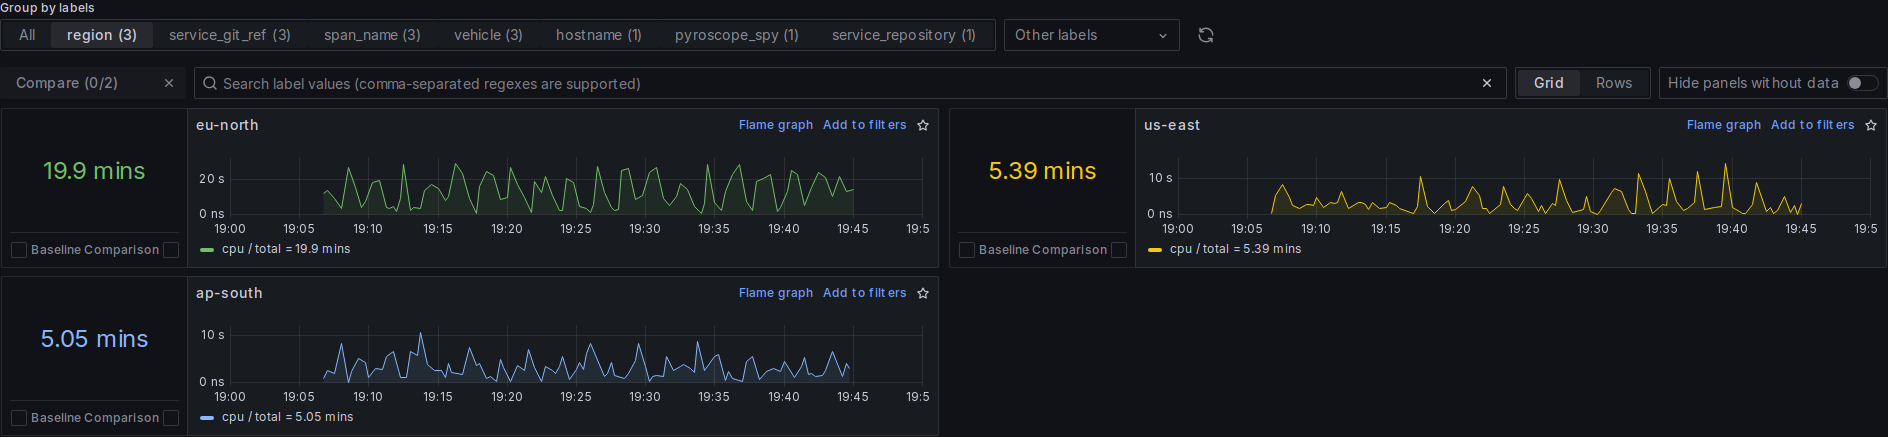 Group by labels
All region (3) service_git_ref (3) span_name (3) vehicle (3) hostname (1) pyroscope_spy (1) service_repository (1) Other labels
Compare (0/2) Search label values (comma-separated regexes are supported) Grid Rows Hide panels without data
eu-north Flame graph Add to filters
19.9 mins
20 s
0 ns
19:00 19:05 19:10 19:15 19:20 19:25 19:30 19:35 19:40 19:45 19:5
Baseline Comparison
cpu / total = 19.9 mins
us-east Flame graph Add to filters
5.39 mins
10 s
0 ns
19:00 19:05 19:10 19:15 19:20 19:25 19:30 19:35 19:40 19:45 19:5
Baseline Comparison
cpu / total = 5.39 mins
ap-south Flame graph Add to filters
5.05 mins
10 s
0 ns
19:00 19:05 19:10 19:15 19:20 19:25 19:30 19:35 19:40 19:45 19:5
Baseline Comparison
cpu / total = 5.05 mins